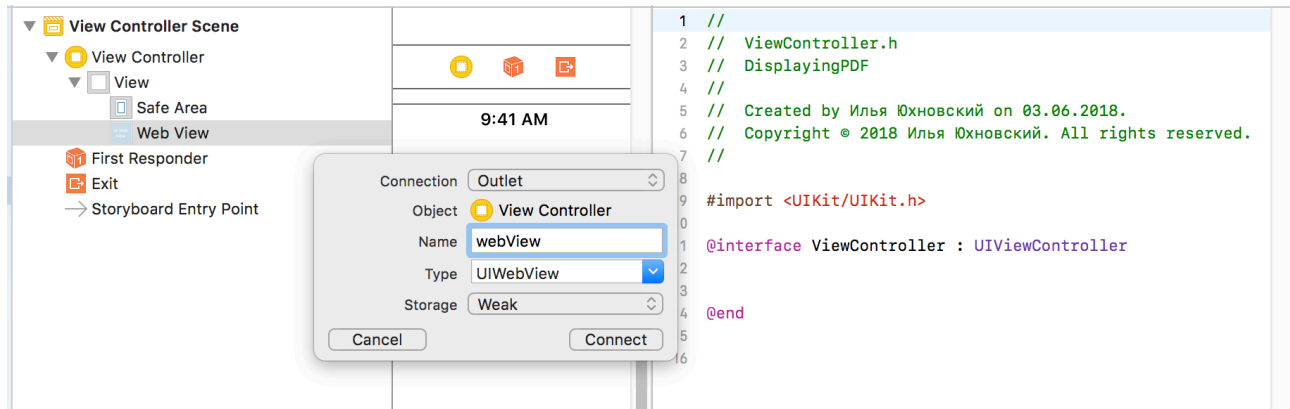 View Controller Scene
View Controller
View
Safe Area
Web View
First Responder
Exit
Storyboard Entry Point
9:41 AM
Connection Outlet
Object View Controller
Name webView
Type UIWebView
Storage Weak
Cancel Connect
1 //
2 // ViewController.h
3 // DisplayingPDF
4 //
5 // Created by Илья Юхновский on 03.06.2018.
6 // Copyright © 2018 Илья Юхновский. All rights reserved.
7 //
8
9 #import <UIKit/UIKit.h>
0
1 @interface ViewController : UIViewController
2
3
4 @end
5
16